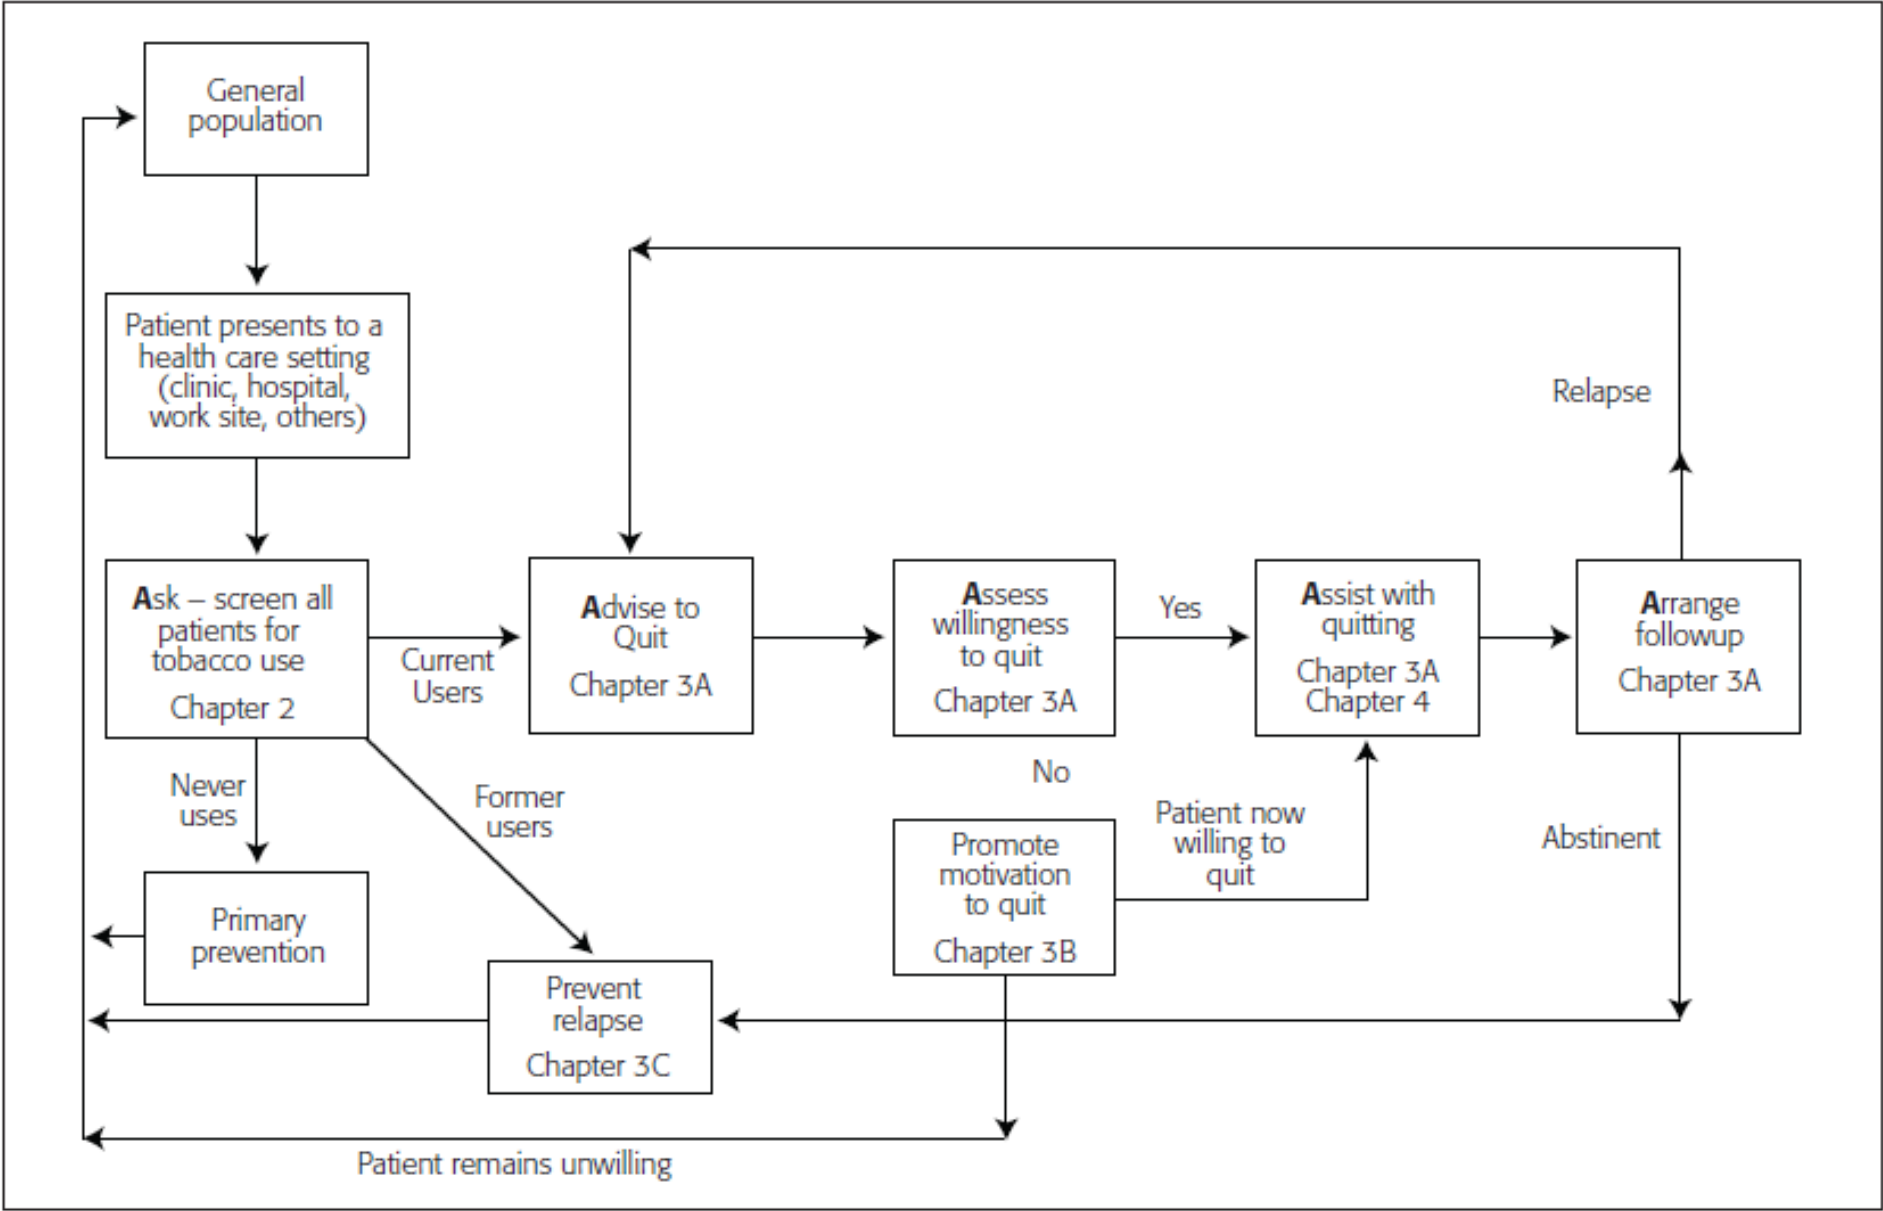 General
population
Patient presents to a
health care setting
(clinic, hospital,
work site, others)
Relapse
Ask – screen all
patients for
tobacco use
Chapter 2
Current
Users
Advise to
Quit
Chapter 3A
Assess
willingness
to quit
Chapter 3A
Yes
Assist with
quitting
Chapter 3A
Chapter 4
Arrange
followup
Chapter 3A
Never
uses
Former
users
No
Patient now
willing to
quit
Abstinent
Promote
motivation
to quit
Chapter 3B
Primary
prevention
Prevent
relapse
Chapter 3C
Patient remains unwilling